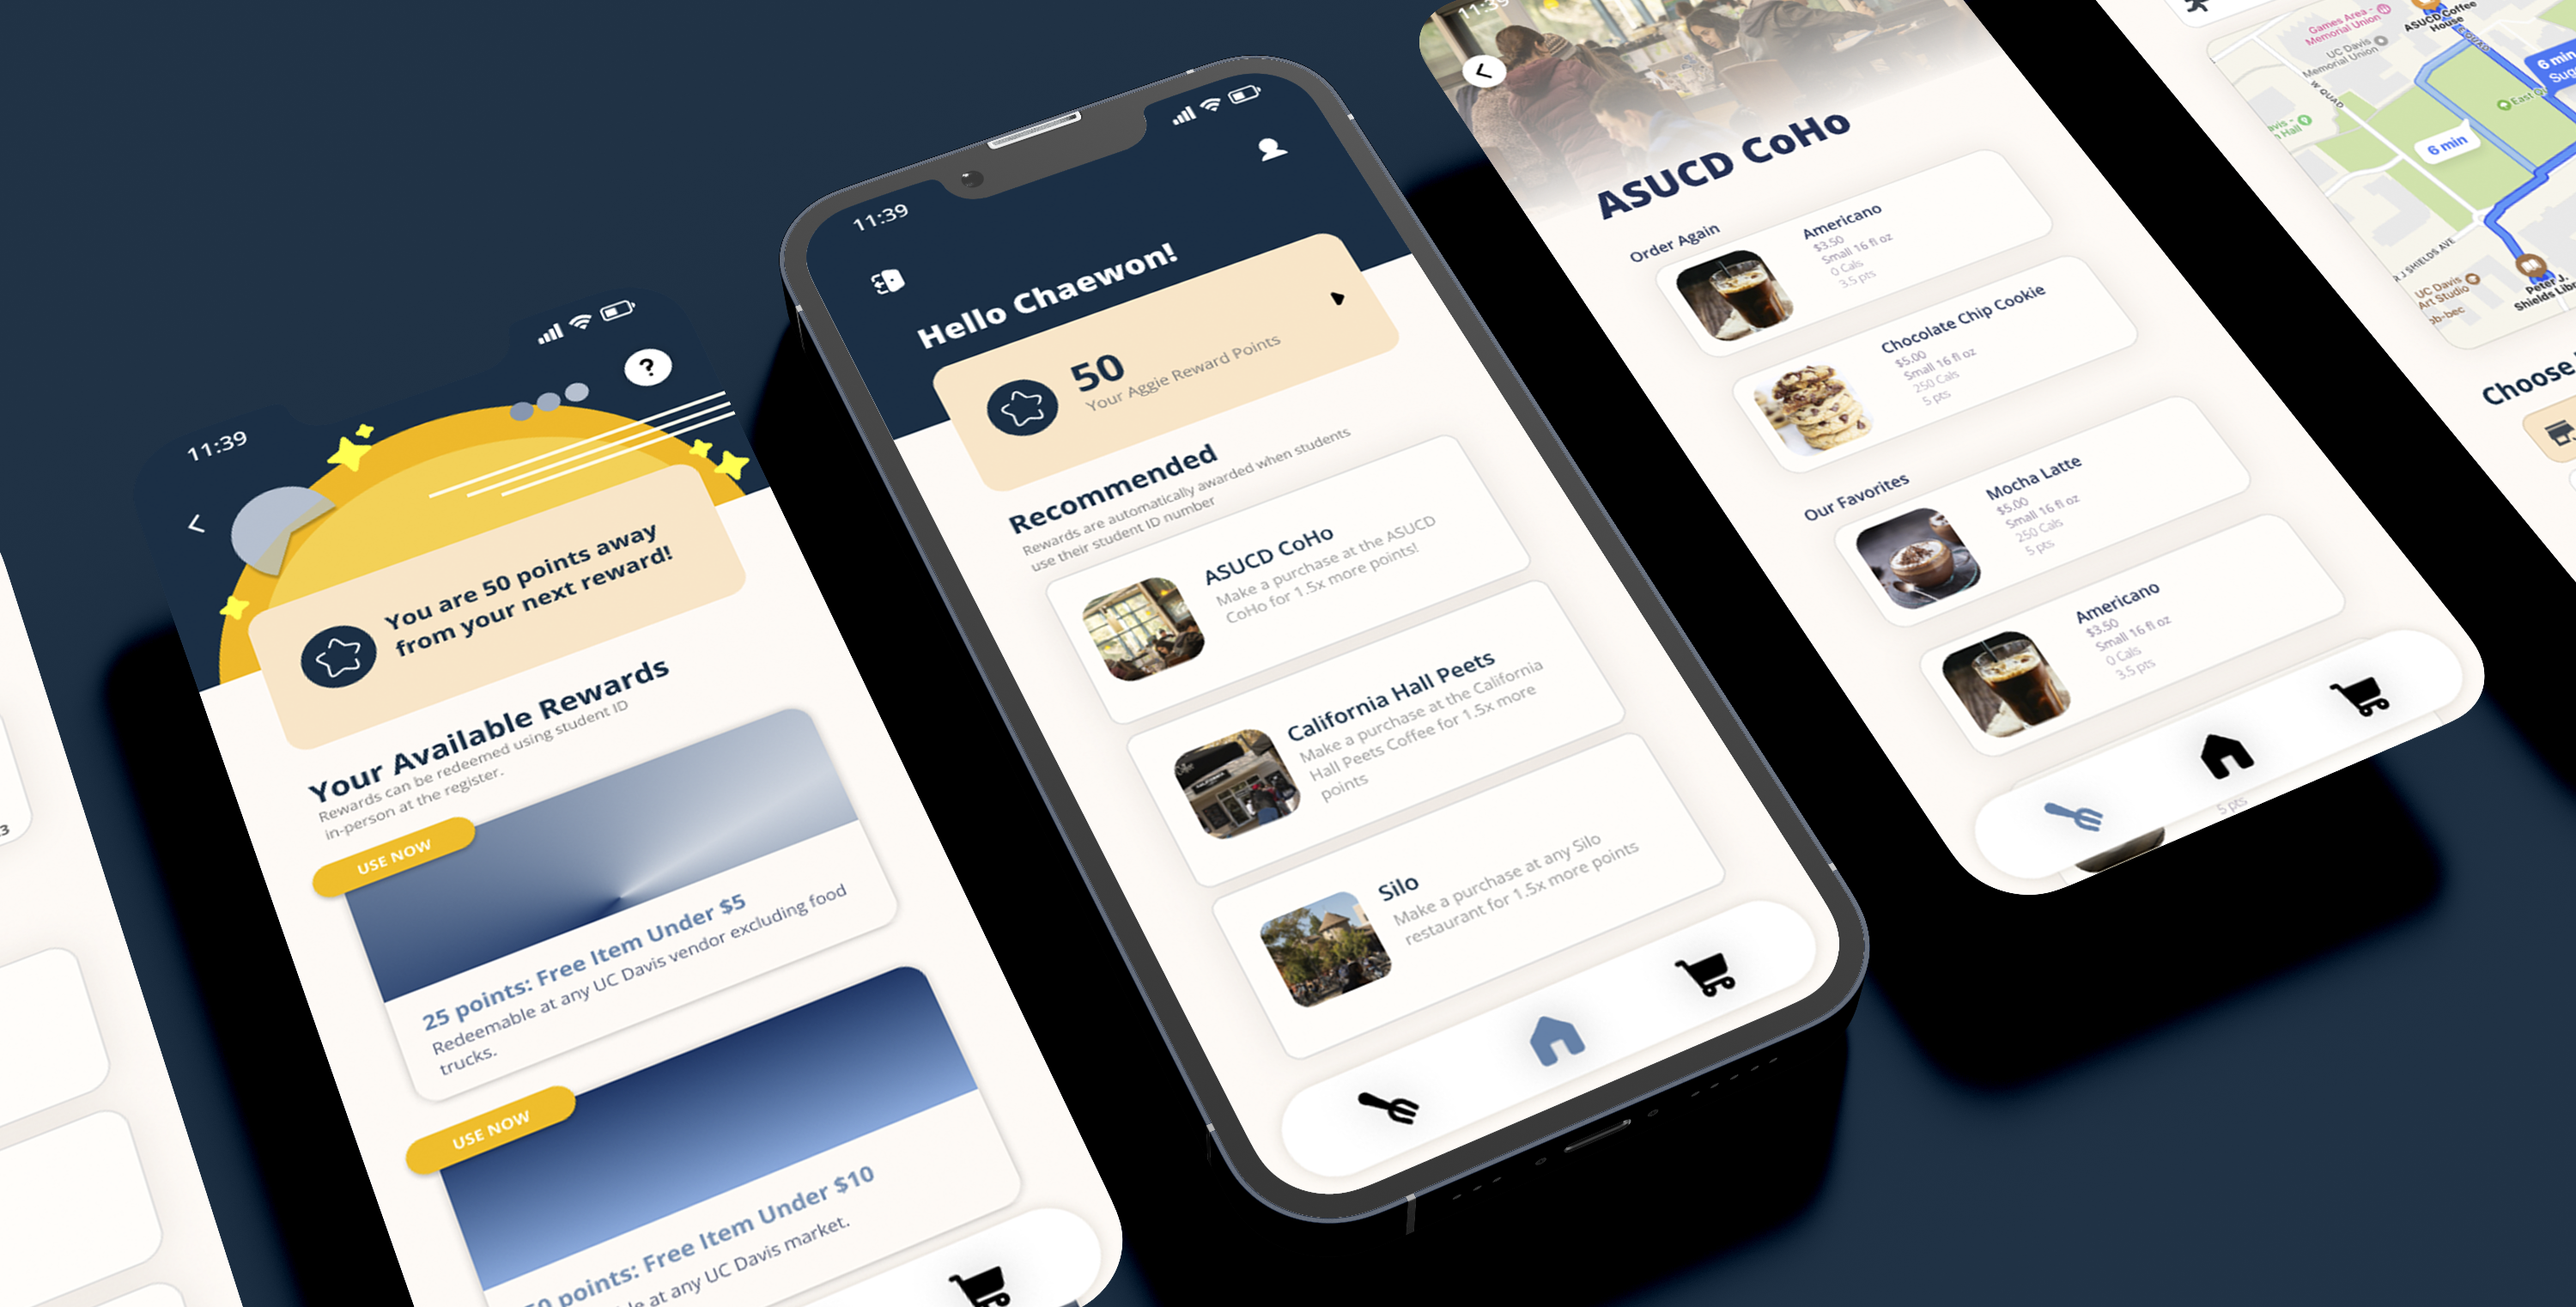 3
11:39
?
You are 50 points away
from your next reward!
Your Available Rewards
Rewards can be redeemed using student ID
in-person at the register.
USE NOW
25 points: Free Item Under $5
Redeemable at any UC Davis vendor excluding food
trucks.
USE NOW
points: Free Item Under $10
at any UC Davis market.
11:39
Hello Chaewon!
50
Your Aggie Reward Points
Recommended
Rewards are automatically awarded when students
use their student ID number
ASUCD CoHo
Make a purchase at the ASUCD
CoHo for 1.5x more points!
California Hall Peets
Make a purchase at the California
Hall Peets Coffee for 1.5x more
points
Silo
Make a purchase at any Silo
restaurant for 1.5x more points
11:39
ASUCD CoHo
Order Again
Americano
$3.50
Small 16 fl oz
0 Cals
3.5 pts
Chocolate Chip Cookie
$5.00
Small 16 fl oz
250 Cals
5 pts
Our Favorites
Mocha Latte
$5.00
Small 16 fl oz
250 Cals
5 pts
Americano
$3.50
Small 16 fl oz
0 Cals
3.5 pts
5 pts
Games Area -
Memorial Union
UC Davis
Memorial Union
ASUCD Coffee
House
W QUAD
6 min
East
6 min
J SHIELDS AVE
UC Davis
Art Studio
Peter J.
Shields
Choose